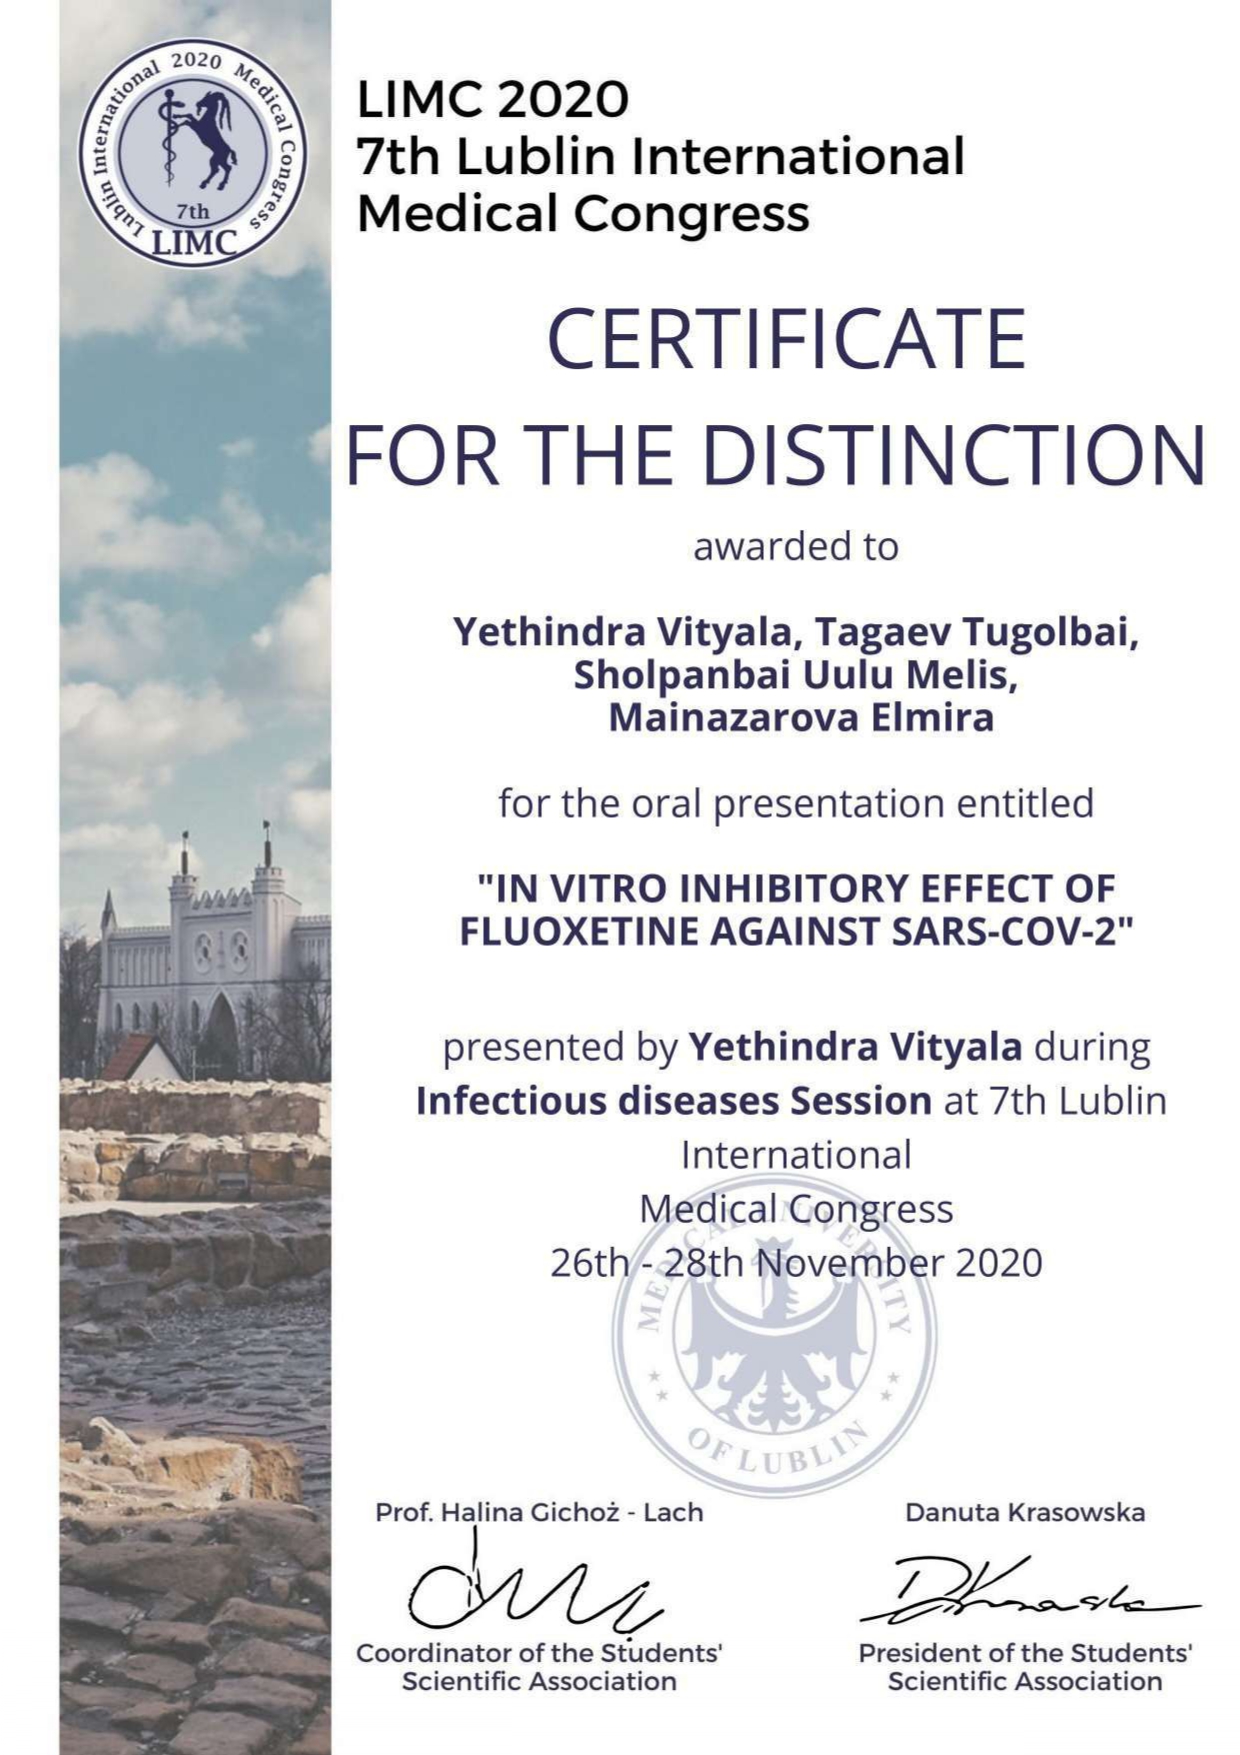 Lublin International 2020 Medical Congress
7th
LIMC
LIMC 2020
7th Lublin International
Medical Congress
CERTIFICATE
FOR THE DISTINCTION
awarded to
Yethindra Vityala, Tagaev Tugolbai,
Sholpanbai Uulu Melis,
Mainazarova Elmira
for the oral presentation entitled
"IN VITRO INHIBITORY EFFECT OF
FLUOXETINE AGAINST SARS-COV-2"
presented by Yethindra Vityala during
Infectious diseases Session at 7th Lublin
International
Medical Congress
26th - 28th November 2020
MEDICAL UNIVERSITY
OF LUBLIN
Prof. Halina Gichoż - Lach
Danuta Krasowska
Coordinator of the Students'
Scientific Association
President of the Students'
Scientific Association